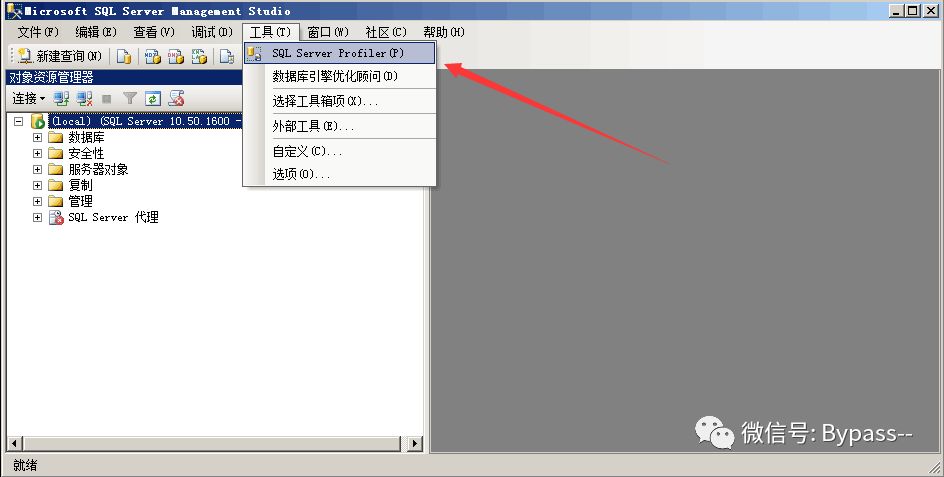 Microsoft SQL Server Management Studio
文件(F) 编辑(E) 查看(V) 调试(D) 工具(T) 窗口(W) 社区(C) 帮助(H)
新建查询(N)
SQL Server Profiler(P)
数据库引擎优化顾问(D)
选择工具箱项(X)...
外部工具(E)...
自定义(C)...
选项(O)...
对象资源管理器
连接
(local) (SQL Server 10.50.1600 -
数据库
安全性
服务器对象
复制
管理
SQL Server 代理
微信号: Bypass--
就绪